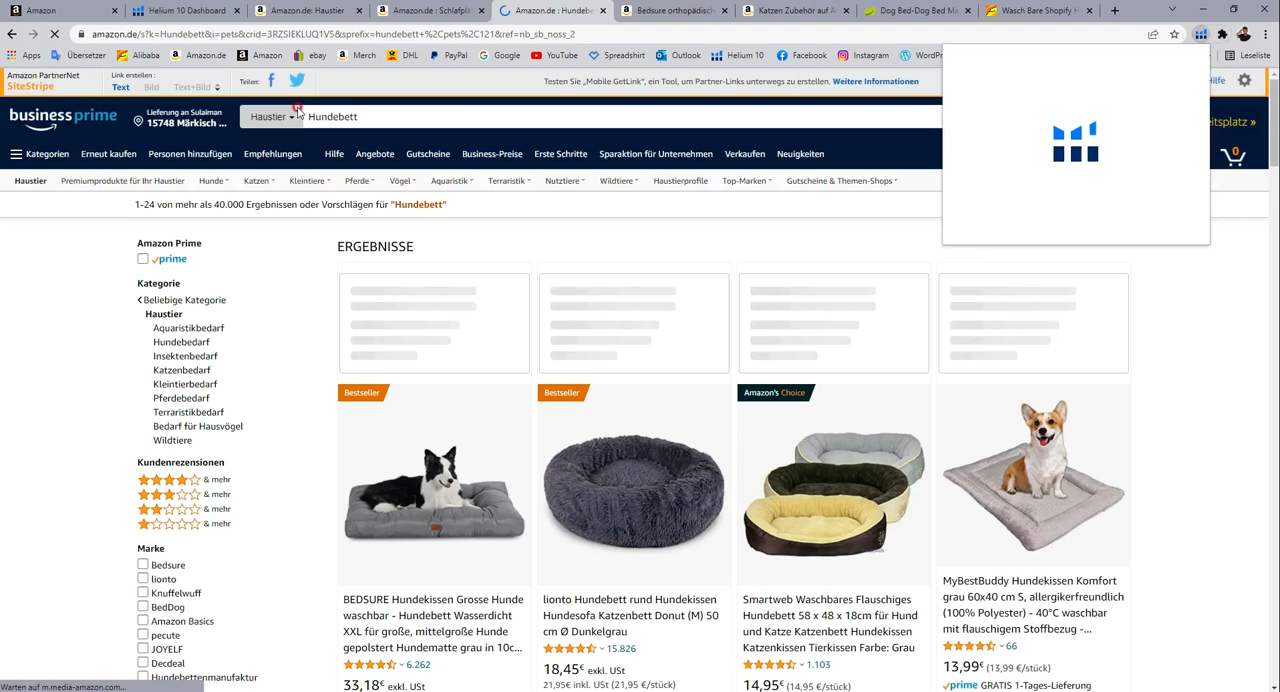 Amazon
Helium 10 Dashboard
Amazon.de: Haustier
Amazon.de : Schlafplä
Amazon.de : Hundebe
Bedsure orthopädisch
Katzen Zubehör auf A
Dog Bed-Dog Bed M
Wasch Bare Shopify H
amazon.de/s?k=Hundebett&i=pets&crid=3RZSIEKLUQ1V5&sprefix=hundebett+%2Cpets%2C121&ref=nb_sb_noss_2
Apps
Übersetzer
Alibaba
Amazon.de
Amazon
ebay
Merch
DHL
PayPal
Google
YouTube
Spreadshirt
Outlook
Helium 10
Facebook
Instagram
WordPr
Leseliste
Amazon PartnerNet
SiteStripe
Link erstellen :
Text
Bild
Text+Bild
Teilen:
Testen Sie „Mobile GetLink“, ein Tool, um Partner-Links unterwegs zu erstellen. Weitere Informationen
Hilfe
business prime
Lieferung an Sulaiman
15748 Märkisch ...
Haustier
Hundebett
eitsplatz »
0
Kategorien
Erneut kaufen
Personen hinzufügen
Empfehlungen
Hilfe
Angebote
Gutscheine
Business-Preise
Erste Schritte
Sparaktion für Unternehmen
Verkaufen
Neuigkeiten
Haustier
Premiumprodukte für Ihr Haustier
Hunde
Katzen
Kleintiere
Pferde
Vögel
Aquaristik
Terraristik
Nutztiere
Wildtiere
Haustierprofile
Top-Marken
Gutscheine & Themen-Shops
1-24 von mehr als 40.000 Ergebnissen oder Vorschlägen für "Hundebett"
Amazon Prime
prime
Kategorie
Beliebige Kategorie
Haustier
Aquaristikbedarf
Hundebedarf
Insektenbedarf
Katzenbedarf
Kleintierbedarf
Pferdebedarf
Terraristikbedarf
Bedarf für Hausvögel
Wildtiere
Kundenrezensionen
& mehr
& mehr
& mehr
& mehr
Marke
Bedsure
lionto
Knuffelwuff
BedDog
Amazon Basics
pecute
JOYELF
Decdeal
Hundebettenmanufaktur
ERGEBNISSE
Bestseller
BEDSURE Hundekissen Grosse Hunde
waschbar - Hundebett Wasserdicht
XXL für große, mittelgroße Hunde
gepolstert Hundematte grau in 10c...
6.262
33,18€ exkl. USt
Bestseller
lionto Hundebett rund Hundekissen
Hundesofa Katzenbett Donut (M) 50
cm Ø Dunkelgrau
15.826
18,45€ exkl. USt
21,95€ inkl. USt (21,95 €/stück)
Amazon's Choice
Smartweb Waschbares Flauschiges
Hundebett 58 x 48 x 18cm für Hund
und Katze Katzenbett Hundekissen
Katzenkissen Tierkissen Farbe: Grau
1.103
14,95€ (14,95 €/stück)
MyBestBuddy Hundekissen Komfort
grau 60x40 cm S, allergikerfreundlich
(100% Polyester) - 40°C waschbar
mit flauschigem Stoffbezug -...
66
13,99€ (13,99 €/stück)
prime GRATIS 1-Tages-Lieferung
Warten auf m.media-amazon.com...